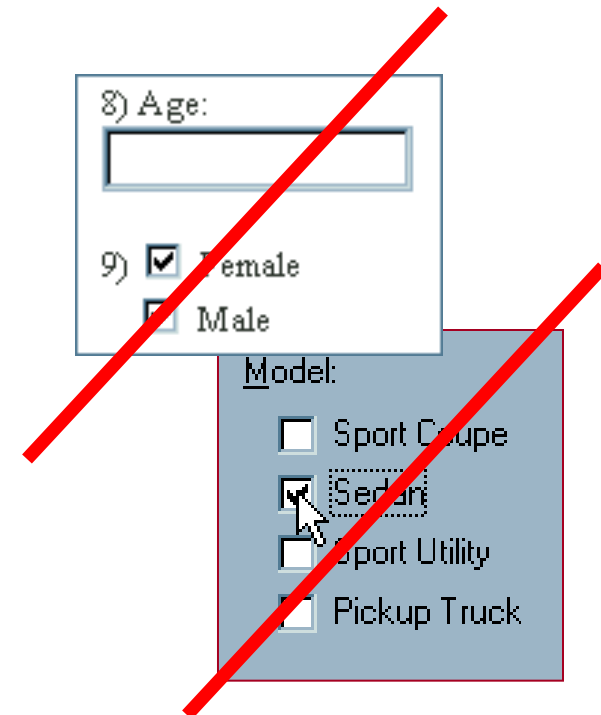 8) Age:
9) Female
Male
Model:
Sport Coupe
Sedan
Sport Utility
Pickup Truck